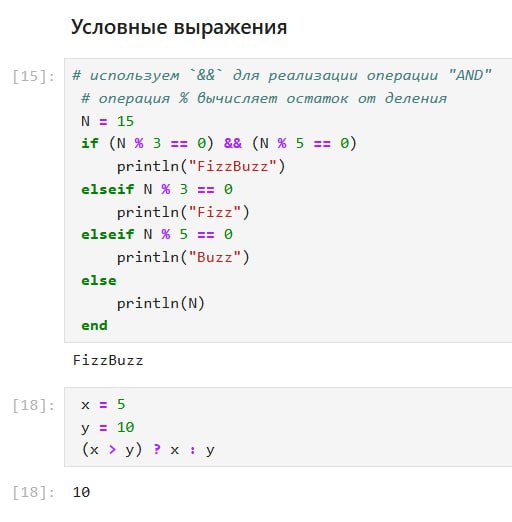 Условные выражения
[15]: # используем `&&` для реализации операции "AND"
# операция % вычисляет остаток от деления
N = 15
if (N % 3 == 0) && (N % 5 == 0)
    println("FizzBuzz")
elseif N % 3 == 0
    println("Fizz")
elseif N % 5 == 0
    println("Buzz")
else
    println(N)
end
FizzBuzz
[18]: x = 5
y = 10
(x > y) ? x : y
[18]: 10